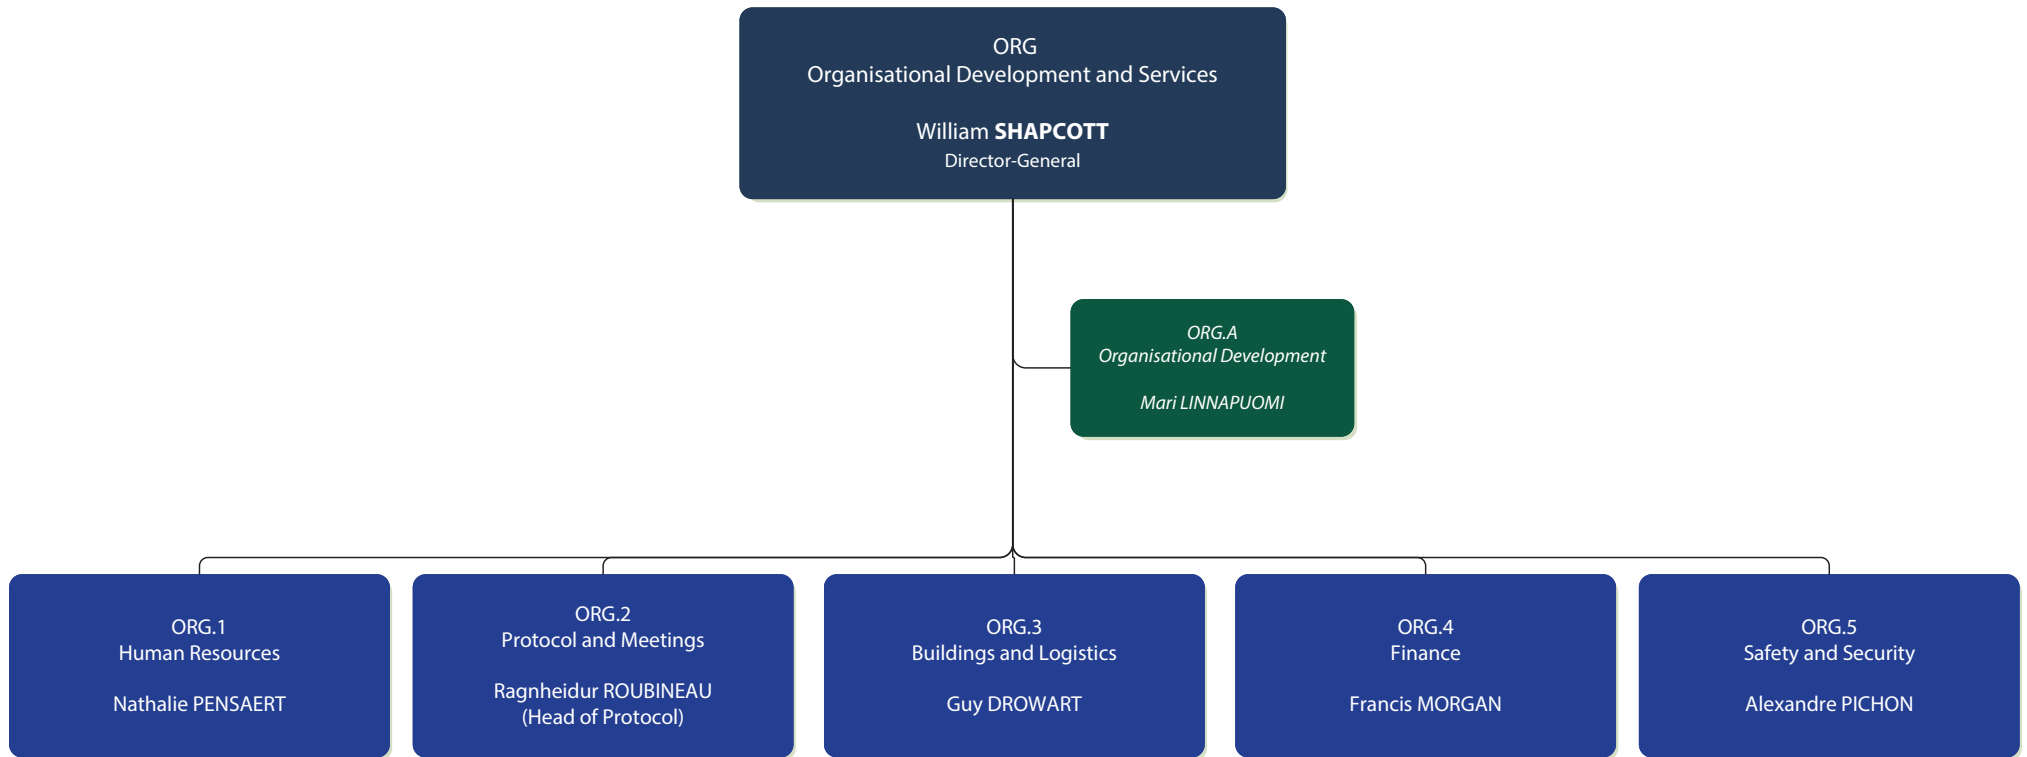 ORG
Organisational Development and Services
William SHAPCOTT
Director-General
ORG.A
Organisational Development
Mari LINNAPUOMI
ORG.1
Human Resources
Nathalie PENSAERT
ORG.2
Protocol and Meetings
Ragnheidur ROUBINEAU
(Head of Protocol)
ORG.3
Buildings and Logistics
Guy DROWART
ORG.4
Finance
Francis MORGAN
ORG.5
Safety and Security
Alexandre PICHON